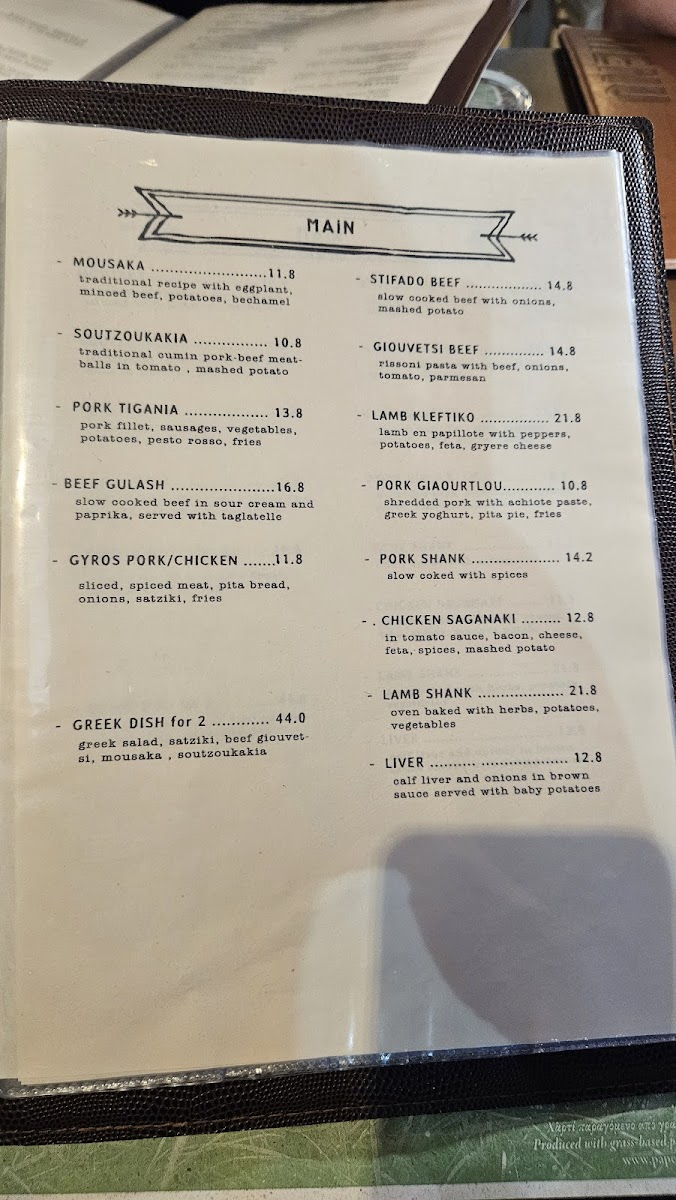 MENU
MAiN
- MOUSAKA ........................11.8
traditional recipe with eggplant,
minced beef, potatoes, bechamel
- SOUTZOUKAKIA ............... 10.8
traditional cumin pork-beef meat-
balls in tomato , mashed potato
- PORK TIGANIA .................. 13.8
pork fillet, sausages, vegetables,
potatoes, pesto rosso, fries
- BEEF GULASH ......................16.8
slow cooked beef in sour cream and
paprika, served with taglatelle
- GYROS PORK/CHICKEN .......11.8
sliced, spiced meat, pita bread,
onions, satziki, fries
- GREEK DISH for 2 ............ 44.0
greek salad, satziki, beef giouvet-
si, mousaka , soutzoukakia
- STIFADO BEEF ................. 14.8
slow cooked beef with onions,
mashed potato
- GIOUVETSI BEEF ............. 14.8
rissoni pasta with beef, onions,
tomato, parmesan
- LAMB KLEFTIKO ............... 21.8
lamb en papillote with peppers,
potatoes, feta, gryere cheese
- PORK GIAOURTLOU............ 10.8
shredded pork with achiote paste,
greek yoghurt, pita pie, fries
- PORK SHANK ................... 14.2
slow coked with spices
- . CHICKEN SAGANAKI ......... 12.8
in tomato sauce, bacon, cheese,
feta, spices, mashed potato
- LAMB SHANK ................... 21.8
oven baked with herbs, potatoes,
vegetables
- LIVER .......... ................... 12.8
calf liver and onions in brown
sauce served with baby potatoes
Χαρτί παραγόμενο από γρα
Produced with grass-based p
www.pape